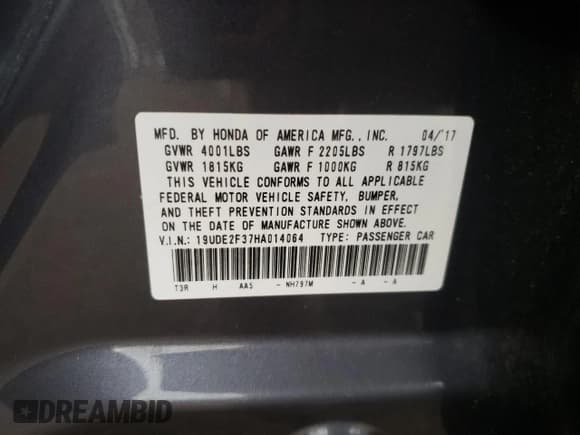 MFD. BY HONDA OF AMERICA MFG., INC. 04/17
GVWR 4001LBS GAWR F 2205LBS R 1797LBS
GVWR 1815KG GAWR F 1000KG R 815KG
THIS VEHICLE CONFORMS TO ALL APPLICABLE
FEDERAL MOTOR VEHICLE SAFETY, BUMPER,
AND THEFT PREVENTION STANDARDS IN EFFECT
ON THE DATE OF MANUFACTURE SHOWN ABOVE.
V.I.N.: 19UDE2F37HA014064 TYPE: PASSENGER CAR
T3R H AA5 - NH797M - A - A
DREAMBID